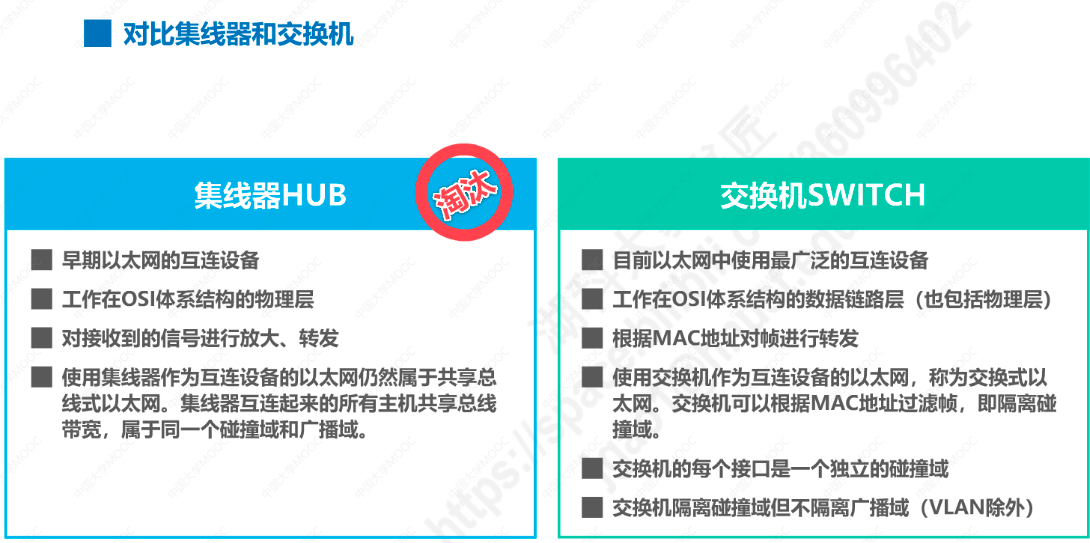 对比集线器和交换机
集线器HUB
淘汰
早期以太网的互连设备
工作在OSI体系结构的物理层
对接收到的信号进行放大、转发
使用集线器作为互连设备的以太网仍然属于共享总
线式以太网。集线器互连起来的所有主机共享总线
带宽，属于同一个碰撞域和广播域。
交换机SWITCH
目前以太网中使用最广泛的互连设备
工作在OSI体系结构的数据链路层（也包括物理层）
根据MAC地址对帧进行转发
使用交换机作为互连设备的以太网，称为交换式以
太网。交换机可以根据MAC地址过滤帧，即隔离碰
撞域。
交换机的每个接口是一个独立的碰撞域
交换机隔离碰撞域但不隔离广播域（VLAN除外）
中国大学MOOC